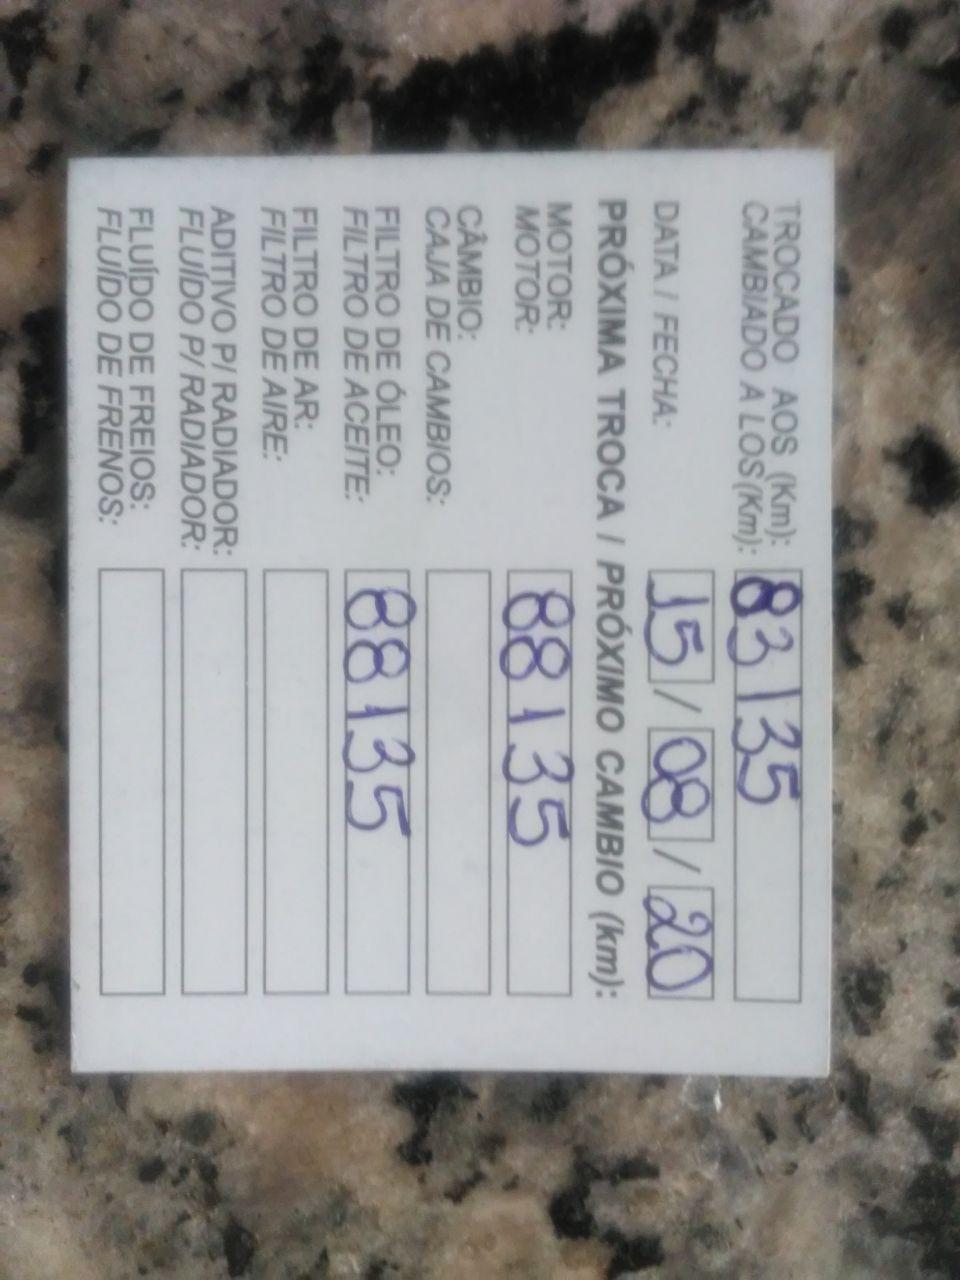 TROCADO AOS (Km): 83135
CAMBIADO A LOS (Km):
DATA / FECHA: 15 / 08 / 20
PRÓXIMA TROCA / PRÓXIMO CAMBIO (km):
MOTOR: 88135
MOTOR:
CÂMBIO:
CAJA DE CAMBIOS:
FILTRO DE ÓLEO: 88135
FILTRO DE ACEITE:
FILTRO DE AR:
FILTRO DE AIRE:
ADITIVO P/ RADIADOR:
FLUÍDO P/ RADIADOR:
FLUÍDO DE FREIOS:
FLUÍDO DE FRENOS: